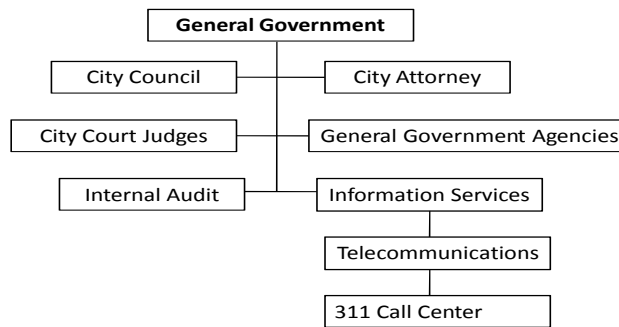 General Government
City Council
City Attorney
City Court Judges
General Government Agencies
Internal Audit
Information Services
Telecommunications
311 Call Center